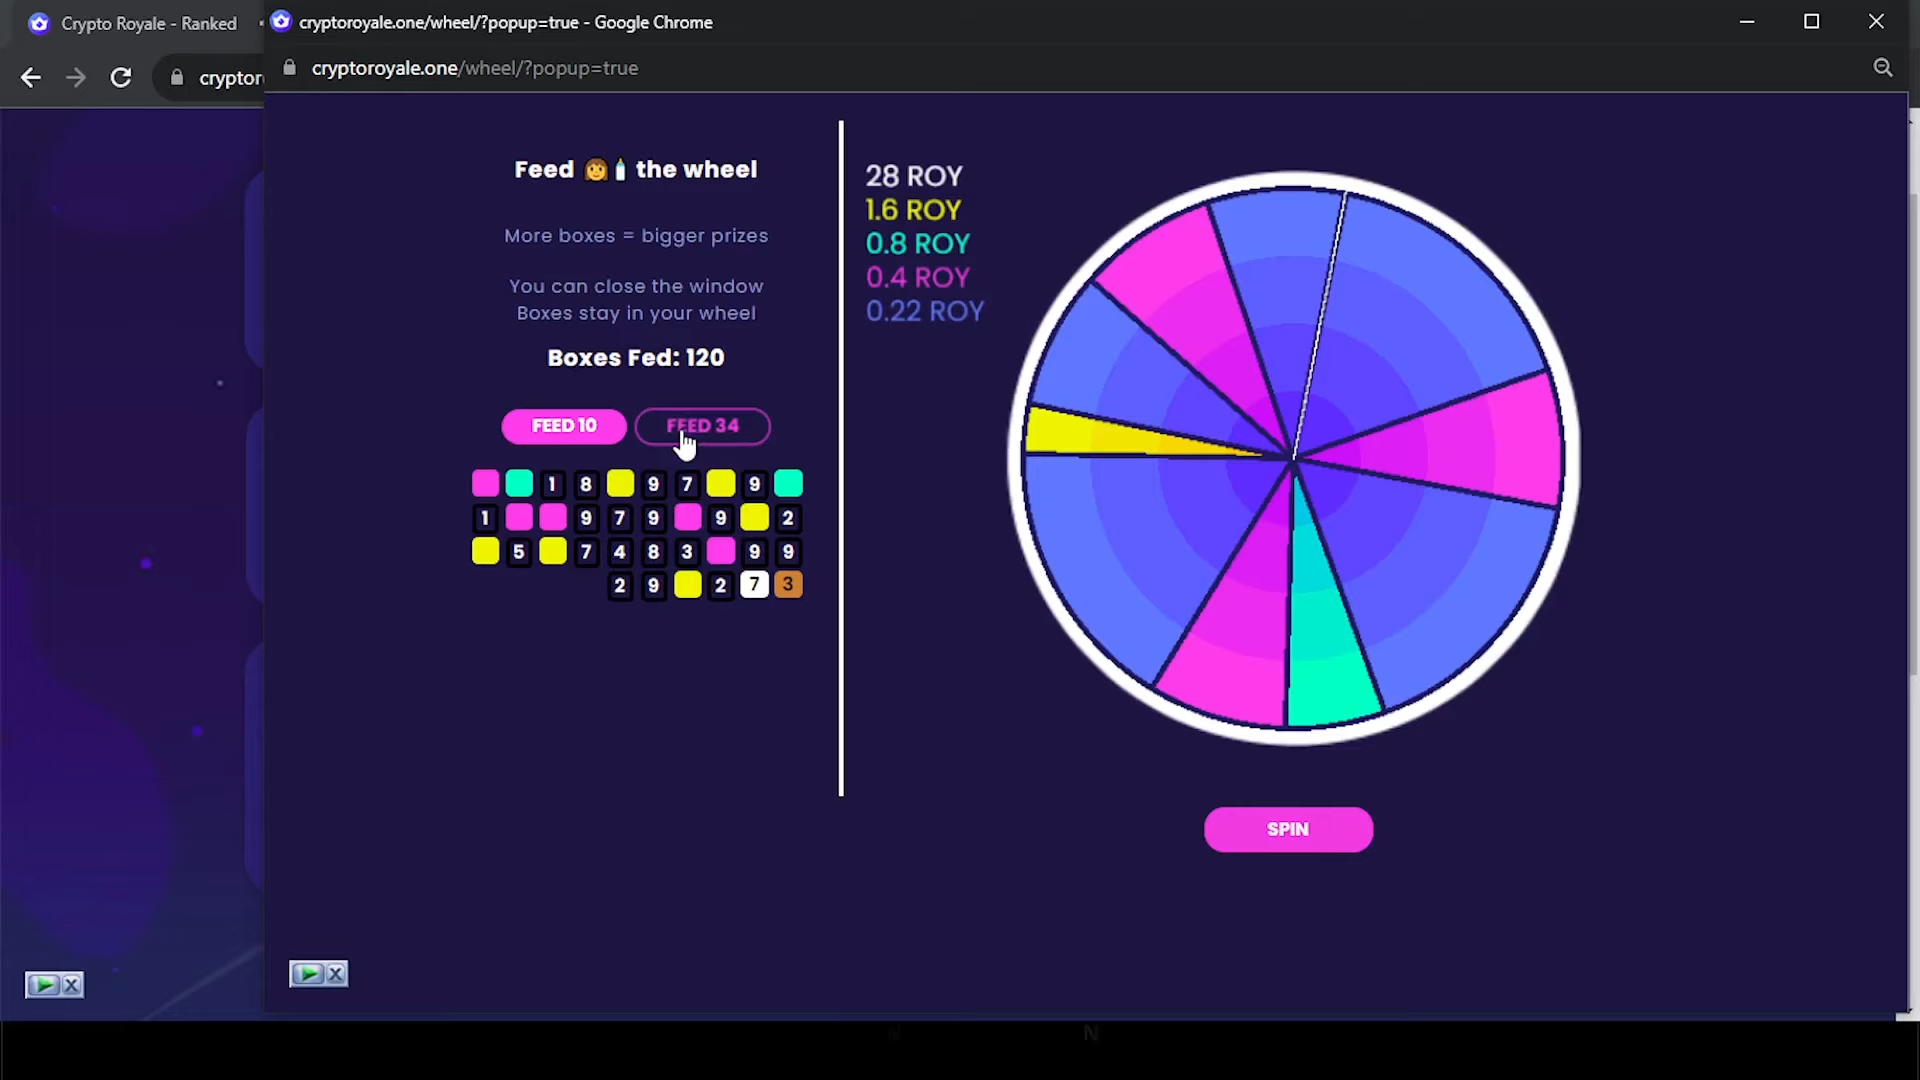 Crypto Royale - Ranked
cryptoroyale.one/wheel/?popup=true - Google Chrome
cryptoroyale.one/wheel/?popup=true
Feed the wheel
More boxes = bigger prizes
You can close the window
Boxes stay in your wheel
Boxes Fed: 120
FEED 10 FEED 34
1 8 9 7 9
1 9 7 9 9 2
5 7 4 8 3 9 9
2 9 2 7 3
28 ROY
1.6 ROY
0.8 ROY
0.4 ROY
0.22 ROY
SPIN
N